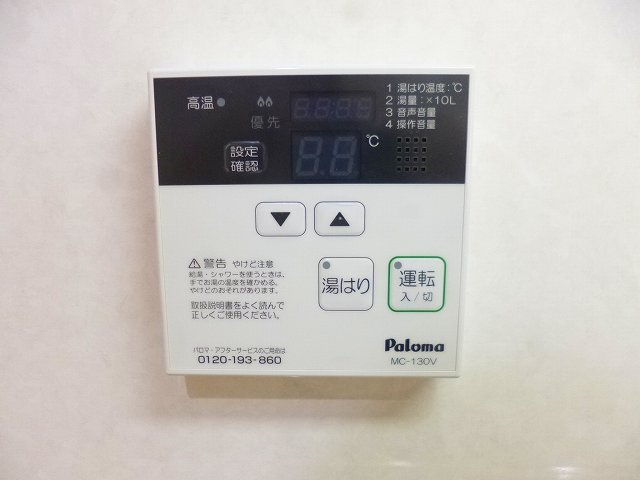 高温
優先
℃
1 湯はり温度:℃
2 湯量:×10L
3 音声音量
4 操作音量
設定
確認
▼ ▲
⚠警告 やけど注意
給湯・シャワーを使うときは、
手でお湯の温度を確かめる。
やけどのおそれがあります。
取扱説明書をよく読んで
正しくご使用ください。
湯はり
運転
入/切
パロマ・アフターサービスのご用命は
0120-193-860
Paloma
MC-130V